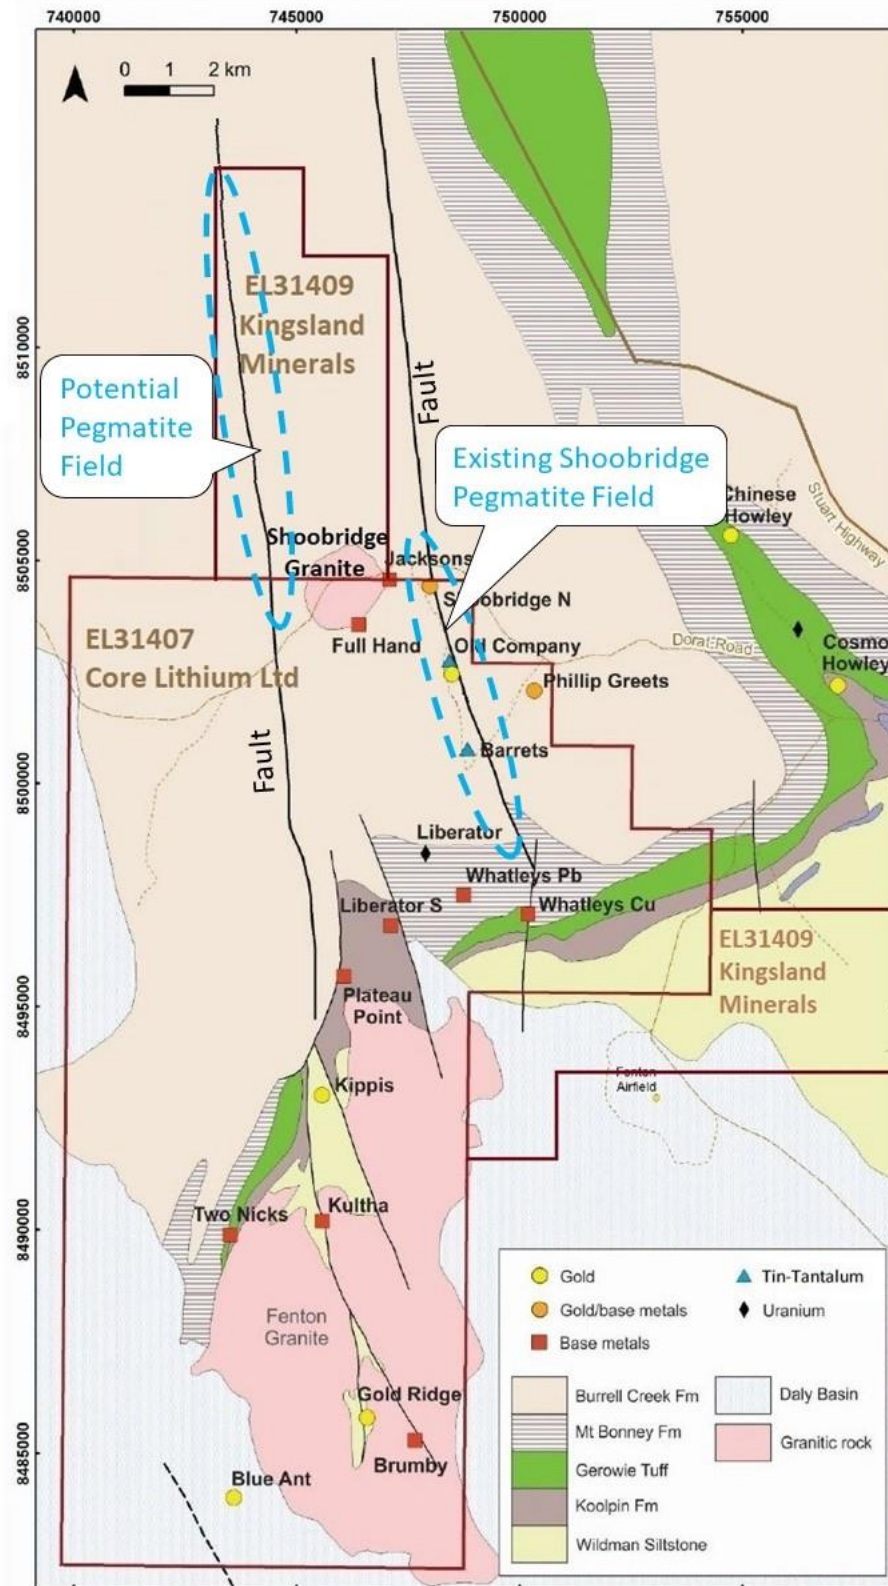 740000
745000
750000
755000
0 1 2 km
EL31409
Kingsland
Minerals
8510000
Potential
Pegmatite
Field
Fault
Existing Shoobridge
Pegmatite Field
Chinese
Howley
Stuart Highway
8505000
Shoobridge
Granite
Jacksons
Shoobridge N
Full Hand
Old Company
Dorat Road
Cosmo
Howley
EL31407
Core Lithium Ltd
Phillip Greets
Fault
Barrets
8500000
Liberator
Whatleys Pb
Liberator S
Whatleys Cu
EL31409
Kingsland
Minerals
8495000
Plateau
Point
Fenton
Airfield
Kippis
Two Nicks
Kultha
8490000
Fenton
Granite
Gold Ridge
Brumby
8485000
Blue Ant
Gold
Tin-Tantalum
Gold/base metals
Uranium
Base metals
Burrell Creek Fm
Daly Basin
Mt Bonney Fm
Granitic rock
Gerowie Tuff
Koolpin Fm
Wildman Siltstone